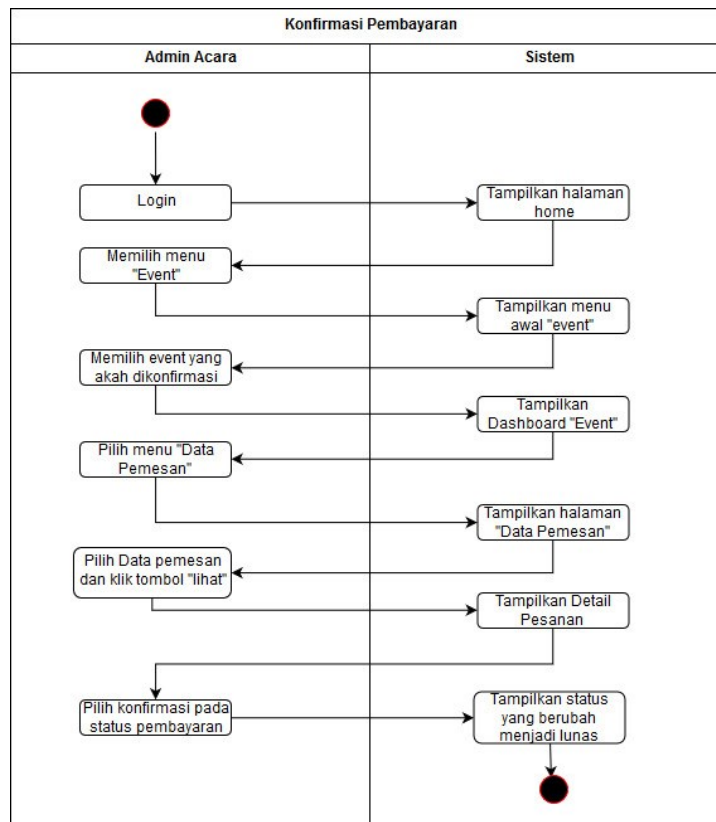 Konfirmasi Pembayaran
Admin Acara
Sistem
Login
Tampilkan halaman
home
Memilih menu
"Event"
Tampilkan menu
awal "event"
Memilih event yang
akah dikonfirmasi
Tampilkan
Dashboard "Event"
Pilih menu "Data
Pemesan"
Tampilkan halaman
"Data Pemesan"
Pilih Data pemesan
dan klik tombol "lihat"
Tampilkan Detail
Pesanan
Pilih konfirmasi pada
status pembayaran
Tampilkan status
yang berubah
menjadi lunas